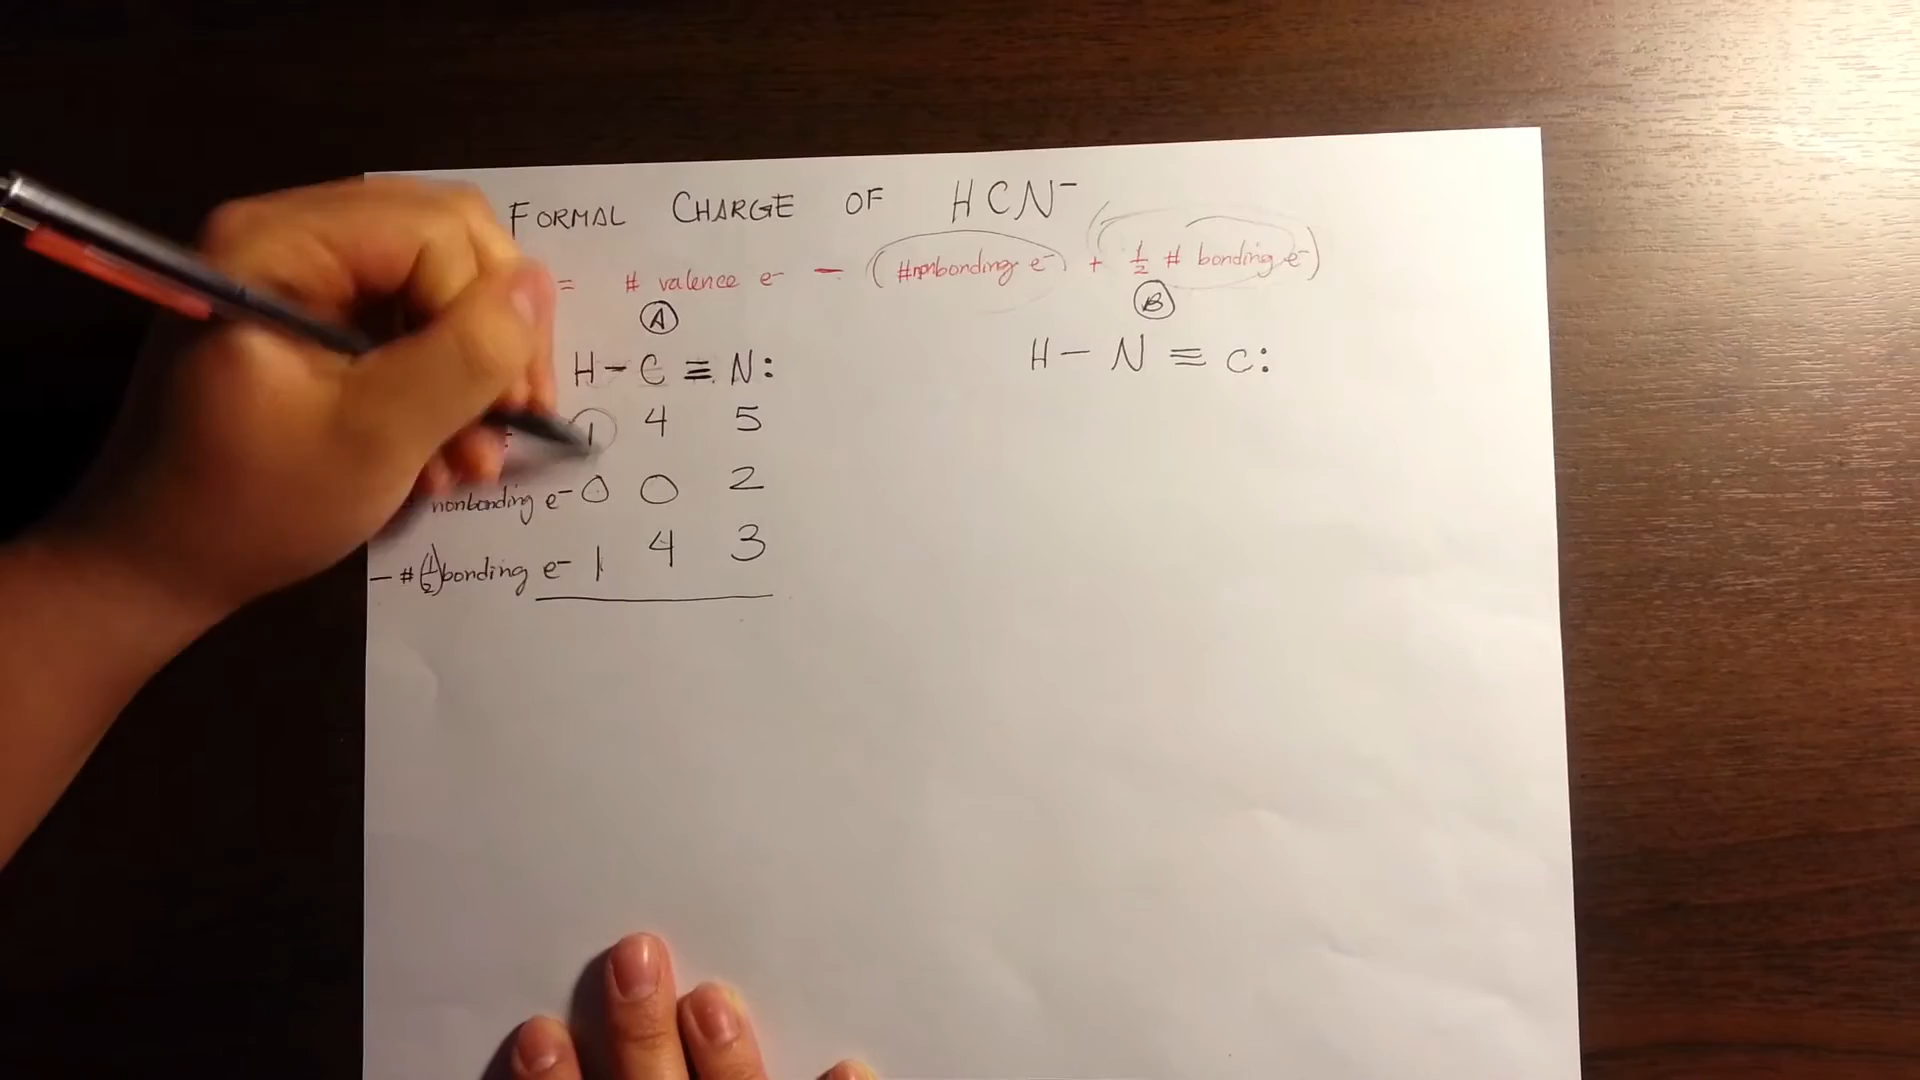 FORMAL CHARGE OF HCN⁻
= # valence e⁻ — (#nonbonding e⁻ + ½ # bonding e⁻)
A
B
H — C ≡ N:
H — N ≡ C:
1 4 5
nonbonding e⁻ 0 0 2
— # (½) bonding e⁻ 1 4 3